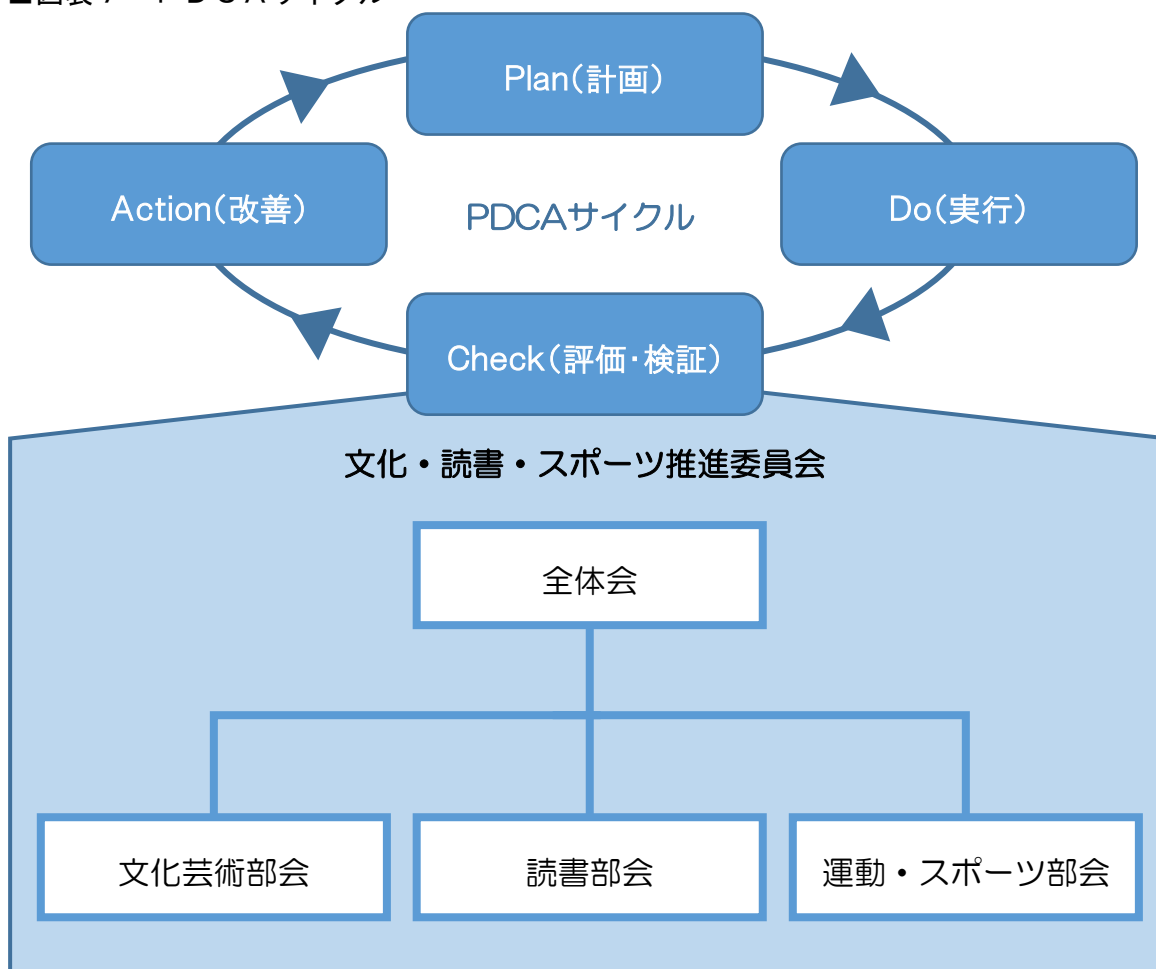 Plan(計画)
Action(改善)
PDCAサイクル
Do(実行)
Check(評価・検証)
文化・読書・スポーツ推進委員会
全体会
文化芸術部会
読書部会
運動・スポーツ部会